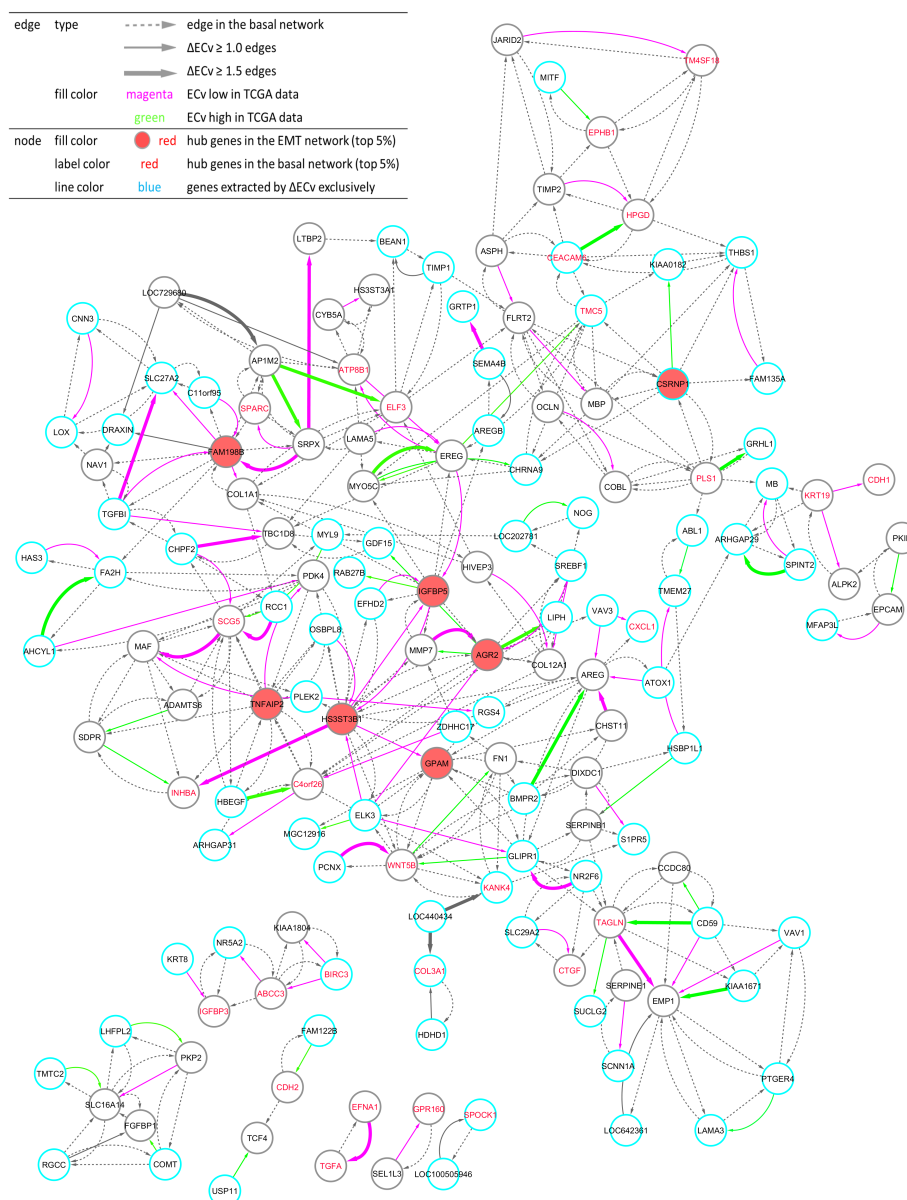 edge type edge in the basal network
ΔECv ≥ 1.0 edges
ΔECv ≥ 1.5 edges
fill color magenta ECv low in TCGA data
green ECv high in TCGA data
node fill color red hub genes in the EMT network (top 5%)
label color red hub genes in the basal network (top 5%)
line color blue genes extracted by ΔECv exclusively
JARID2
TM4SF18
MITF
EPHB1
TIMP2
HPGD
LTBP2
BEAN1
ASPH
CEACAM6
THBS1
TIMP1
KIAA0182
LOC729680
HS3ST3A1
CYB5A
GRTP1
CNN3
FLRT2
TMC5
AP1M2
SEMA4B
SLC27A2
ATP8B1
CSRNP1
FAM135A
C11orf95
SPARC
ELF3
OCLN
MBP
LOX
DRAXIN
SRPX
LAMA5
AREGB
GRHL1
FAM198B
EREG
NAV1
CHRNA9
PLS1
COL1A1
MYO5C
COBL
MB
KRT19
CDH1
TGFBI
NOG
TBC1D8
MYL9
LOC202781
ABL1
ARHGAP29
PKIB
HAS3
CHPF2
GDF15
FA2H
HIVEP3
SREBF1
SPINT2
RAB27B
PDK4
ALPK2
IGFBP5
TMEM27
EFHD2
RCC1
LIPH
VAV3
EPCAM
SCG5
MFAP3L
CXCL1
OSBPL8
AHCYL1
MAF
MMP7
AGR2
COL12A1
AREG
ATOX1
PLEK2
ADAMTS6
TNFAIP2
RGS4
HS3ST3B1
CHST11
ZDHHC17
SDPR
HSBP1L1
GPAM
FN1
DIXDC1
C4orf26
INHBA
HBEGF
BMPR2
ELK3
SERPINB1
MGC12916
S1PR5
ARHGAP31
GLIPR1
PCNX
WNT5B
CCDC80
NR2F6
KANK4
LOC440434
TAGLN
CD59
SLC29A2
VAV1
KIAA1804
NR5A2
KRT8
BIRC3
COL3A1
CTGF
SERPINE1
KIAA1671
ABCC3
EMP1
IGFBP3
SUCLG2
LHFPL2
FAM122B
HDHD1
PKP2
SCNN1A
TMTC2
PTGER4
CDH2
SLC16A14
EFNA1
GPR160
SPOCK1
FGFBP1
TCF4
LOC642361
LAMA3
RGCC
COMT
TGFA
SEL1L3
LOC100505946
USP11